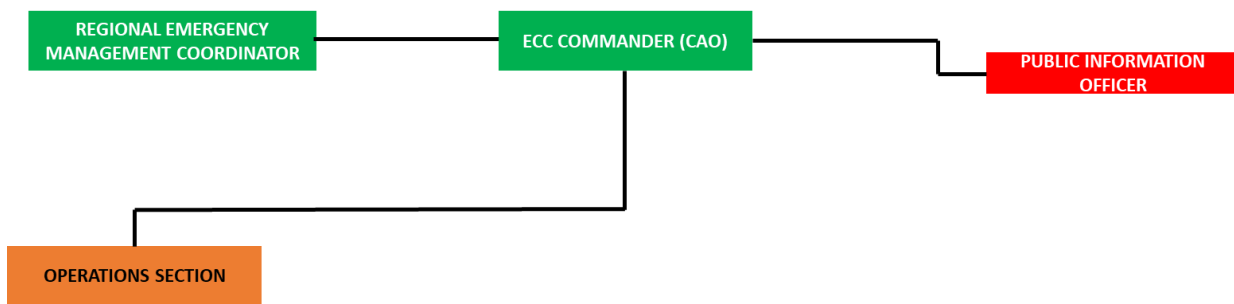 REGIONAL EMERGENCY
MANAGEMENT COORDINATOR
ECC COMMANDER (CAO)
PUBLIC INFORMATION
OFFICER
OPERATIONS SECTION